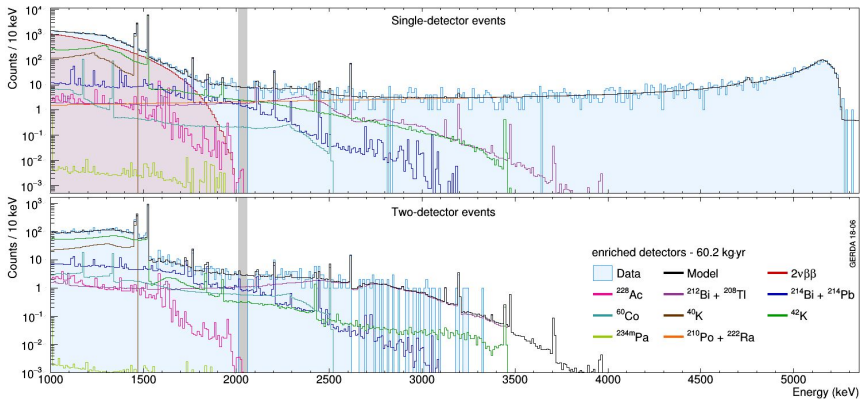 Single-detector events
Counts / 10 keV
10⁴
10³
10²
10
1
10⁻¹
10⁻²
10⁻³
Two-detector events
Counts / 10 keV
10³
10²
10
1
10⁻¹
10⁻²
10⁻³
enriched detectors - 60.2 kg·yr
Data Model 2νββ
²²⁸Ac ²¹²Bi + ²⁰⁸Tl ²¹⁴Bi + ²¹⁴Pb
⁶⁰Co ⁴⁰K ⁴²K
²³⁴ᵐPa ²¹⁰Po + ²²²Ra
GERDA 18-06
1000 1500 2000 2500 3000 3500 4000 4500 5000
Energy (keV)